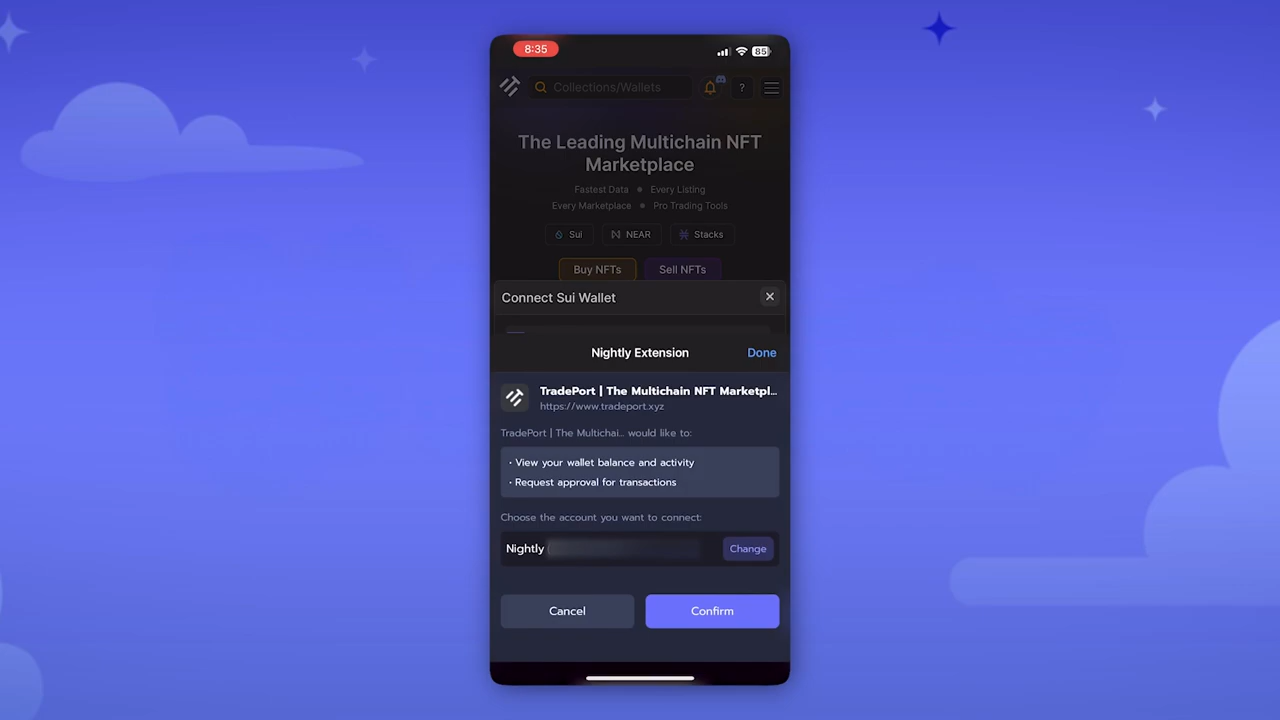 8:35
85
Collections/Wallets
?
The Leading Multichain NFT
Marketplace
Fastest Data • Every Listing
Every Marketplace • Pro Trading Tools
Sui NEAR Stacks
Buy NFTs Sell NFTs
Connect Sui Wallet
Nightly Extension Done
TradePort | The Multichain NFT Marketpl...
https://www.tradeport.xyz
TradePort | The Multichai... would like to:
• View your wallet balance and activity
• Request approval for transactions
Choose the account you want to connect:
Nightly ( Change
Cancel Confirm